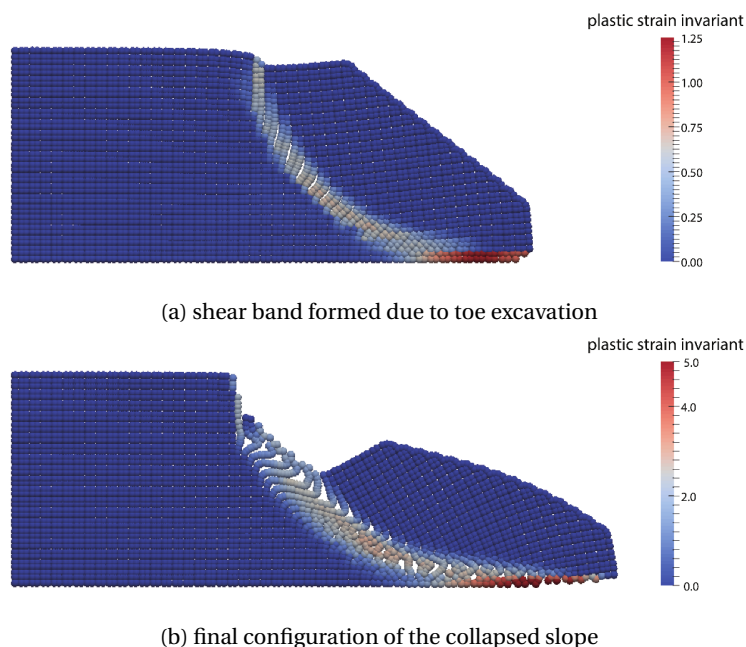 plastic strain invariant
1.25
1.00
0.75
0.50
0.25
0.00
(a) shear band formed due to toe excavation
plastic strain invariant
5.0
4.0
2.0
0.0
(b) final configuration of the collapsed slope